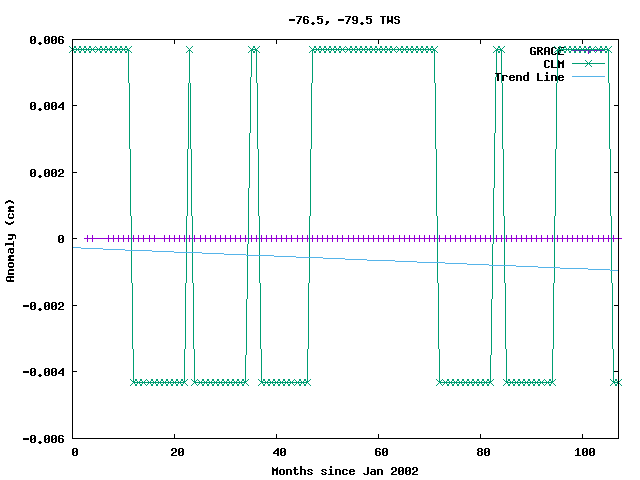 -76.5, -79.5 TWS
0.006
0.004
0.002
0
-0.002
-0.004
-0.006
Anomaly (cm)
GRACE
CLM
Trend Line
0 20 40 60 80 100
Months since Jan 2002